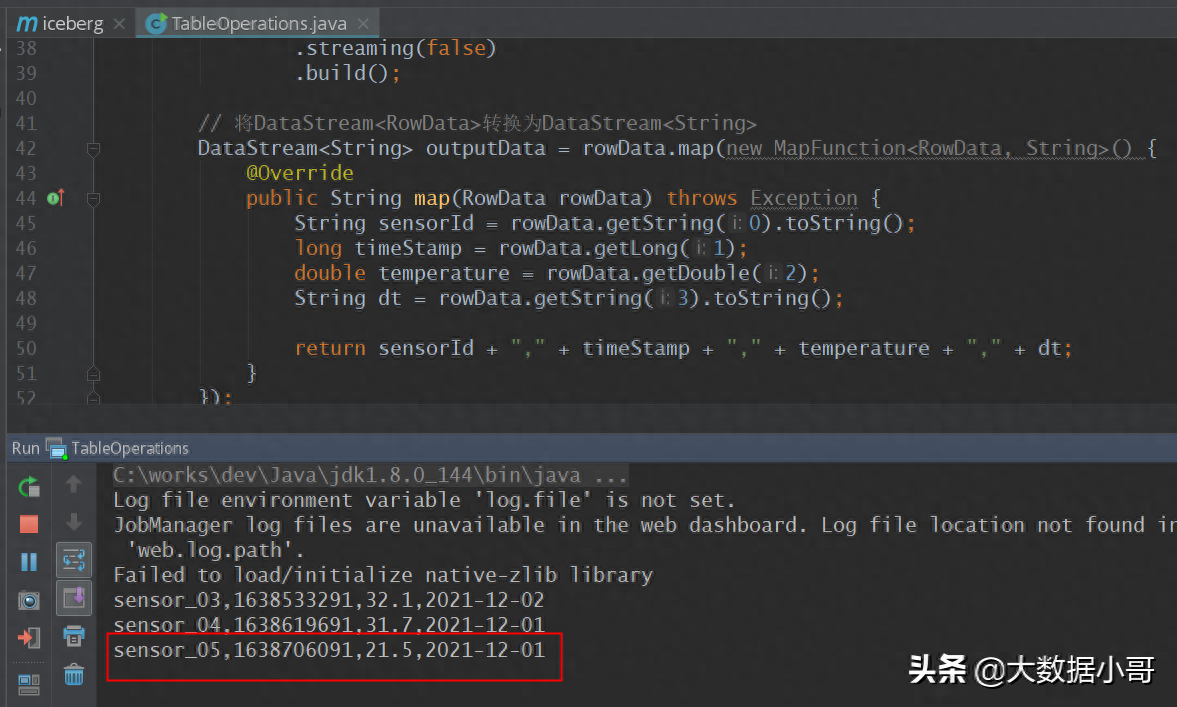 m iceberg × C TableOperations.java ×
38 .streaming(false)
39 .build();
40
41 // 将DataStream<RowData>转换为DataStream<String>
42 DataStream<String> outputData = rowData.map(new MapFunction<RowData, String>() {
43 @Override
44 public String map(RowData rowData) throws Exception {
45 String sensorId = rowData.getString( i: 0).toString();
46 long timeStamp = rowData.getLong( i: 1);
47 double temperature = rowData.getDouble( i: 2);
48 String dt = rowData.getString( i: 3).toString();
49
50 return sensorId + "," + timeStamp + "," + temperature + "," + dt;
51 }
52 });
Run TableOperations
C:\works\dev\Java\jdk1.8.0_144\bin\java ...
Log file environment variable 'log.file' is not set.
JobManager log files are unavailable in the web dashboard. Log file location not found in
'web.log.path'.
Failed to load/initialize native-zlib library
sensor_03,1638533291,32.1,2021-12-02
sensor_04,1638619691,31.7,2021-12-01
sensor_05,1638706091,21.5,2021-12-01
头条 @大数据小哥